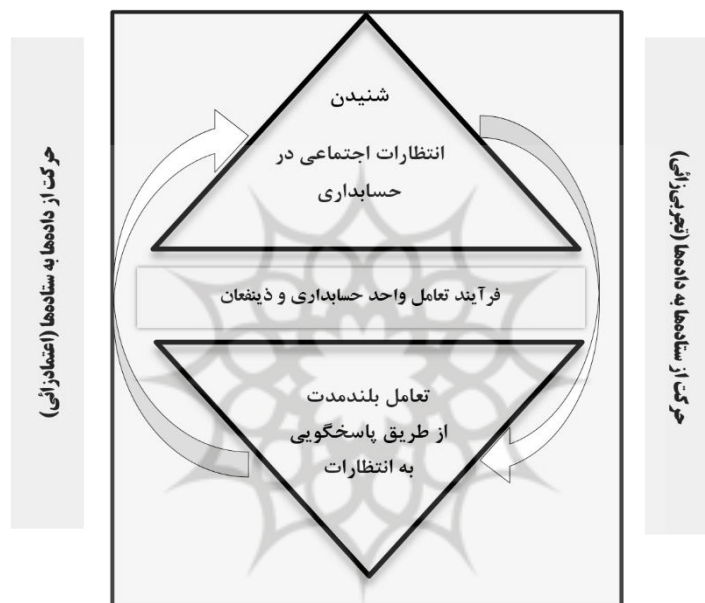 شنیدن
انتظارات اجتماعی در
حسابداری
فرآیند تعامل واحد حسابداری و ذینفعان
تعامل بلندمدت
از طریق پاسخگویی
به انتظارات
حرکت از ستاده‌ها به داده‌ها (تجربی‌زائی)
حرکت از داده‌ها به ستاده‌ها (اعتمادزائی)